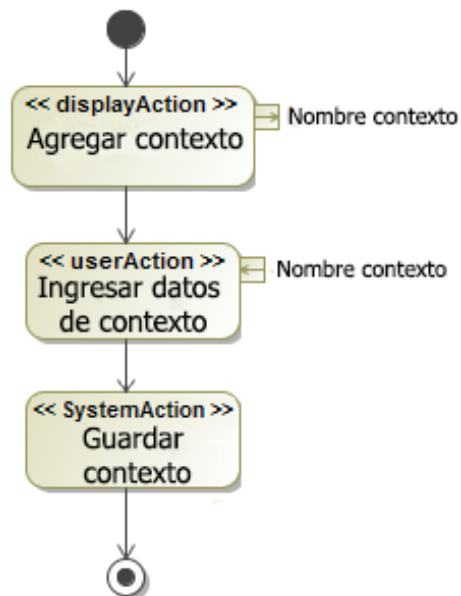 << displayAction >>
Agregar contexto
Nombre contexto
<< userAction >>
Ingresar datos
de contexto
Nombre contexto
<< SystemAction >>
Guardar
contexto